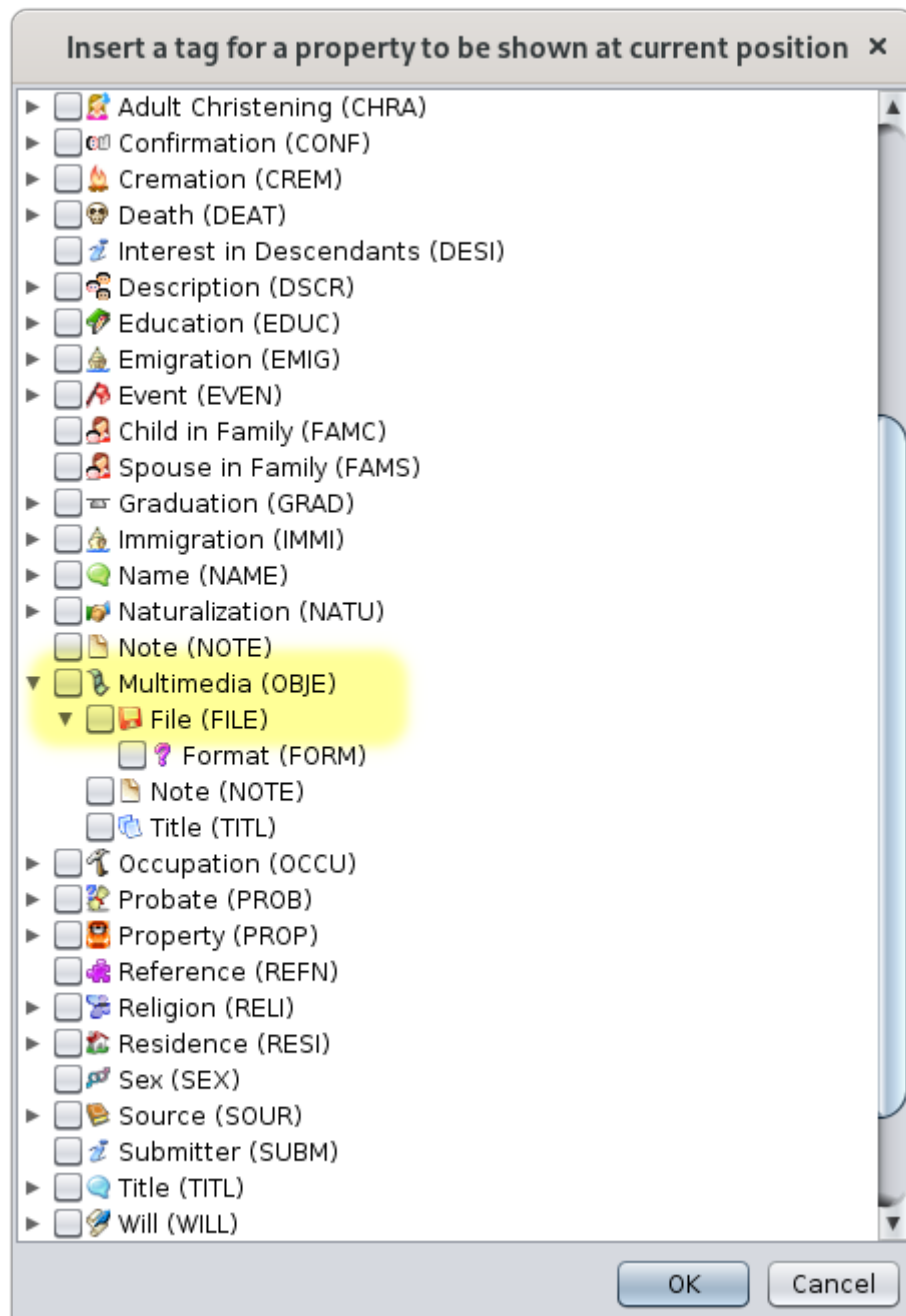 Insert a tag for a property to be shown at current position ×
Adult Christening (CHRA)
Confirmation (CONF)
Cremation (CREM)
Death (DEAT)
Interest in Descendants (DESI)
Description (DSCR)
Education (EDUC)
Emigration (EMIG)
Event (EVEN)
Child in Family (FAMC)
Spouse in Family (FAMS)
Graduation (GRAD)
Immigration (IMMI)
Name (NAME)
Naturalization (NATU)
Note (NOTE)
Multimedia (OBJE)
File (FILE)
Format (FORM)
Note (NOTE)
Title (TITL)
Occupation (OCCU)
Probate (PROB)
Property (PROP)
Reference (REFN)
Religion (RELI)
Residence (RESI)
Sex (SEX)
Source (SOUR)
Submitter (SUBM)
Title (TITL)
Will (WILL)
OK Cancel